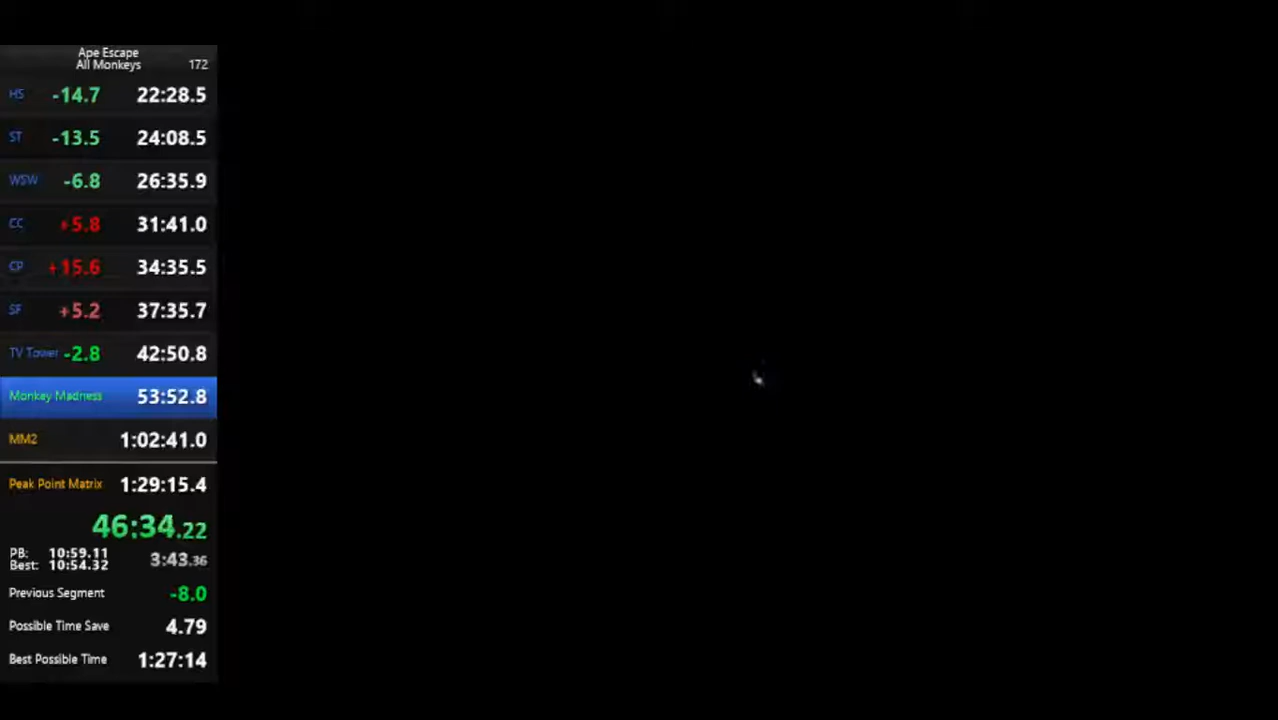 Ape Escape
All Monkeys 172
HS -14.7 22:28.5
ST -13.5 24:08.5
WSW -6.8 26:35.9
CC +5.8 31:41.0
CP +15.6 34:35.5
SF +5.2 37:35.7
TV Tower -2.8 42:50.8
Monkey Madness 53:52.8
MM2 1:02:41.0
Peak Point Matrix 1:29:15.4
46:34.22
PB: 10:59.11 3:43.36
Best: 10:54.32
Previous Segment -8.0
Possible Time Save 4.79
Best Possible Time 1:27:14